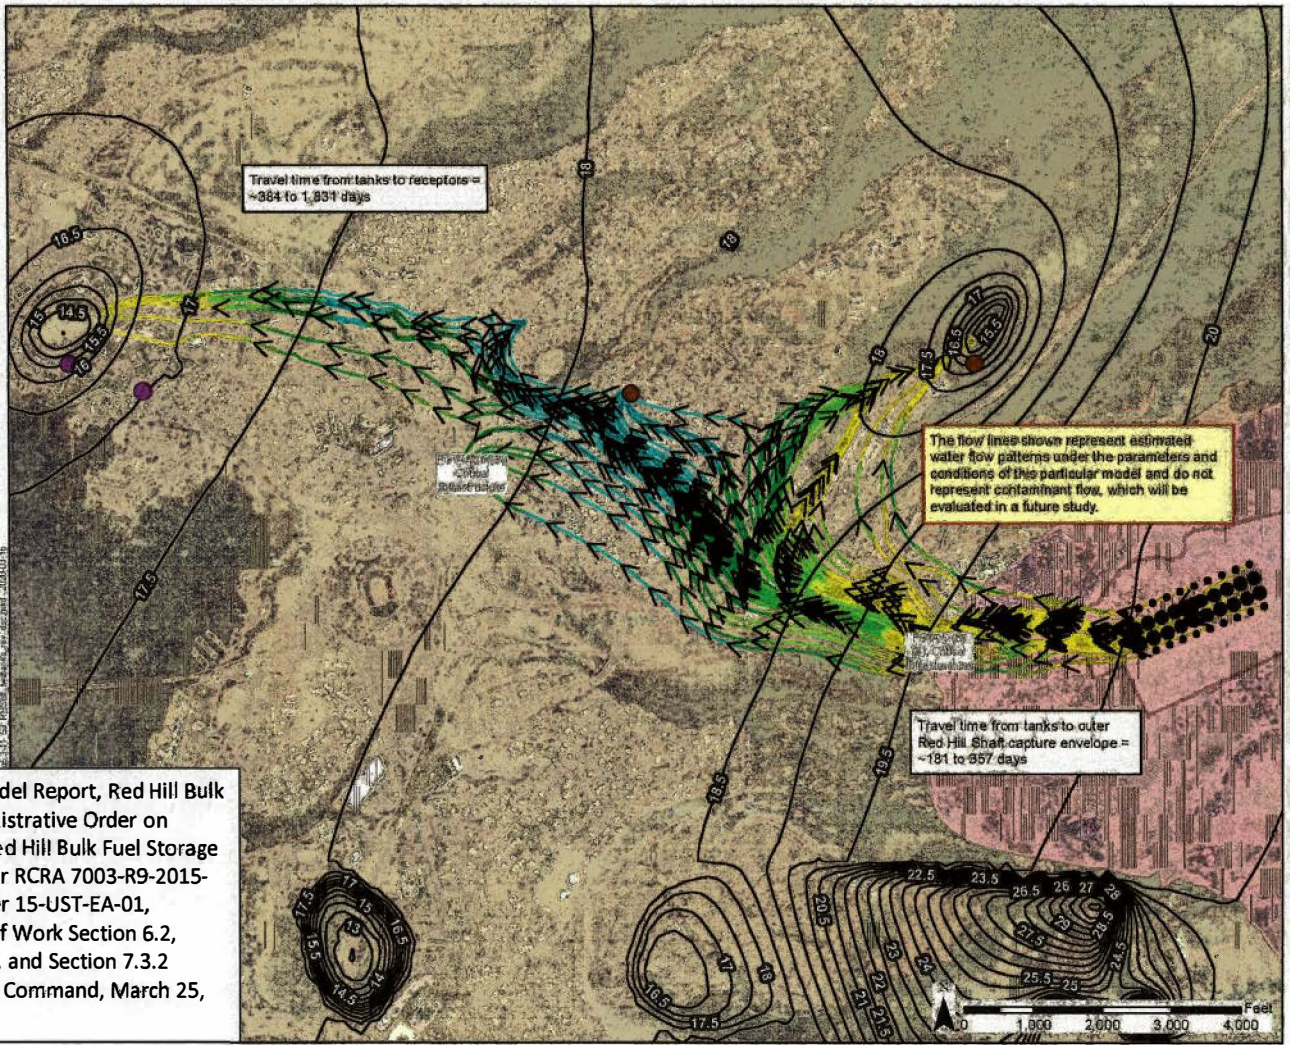 18
Travel time from tanks to receptors =
~384 to 1,831 days
18
16.5
17
14.5
15
15.5
16
17
16.5
15.5
18
17.5
20
The flow lines shown represent estimated
water flow patterns under the parameters and
conditions of this particular model and do not
represent contaminant flow, which will be
evaluated in a future study.
17.5
Travel time from tanks to outer
Red Hill Shaft capture envelope =
~181 to 357 days
18.5
19.5
del Report, Red Hill Bulk
istrative Order on
ed Hill Bulk Fuel Storage
r RCRA 7003-R9-2015-
er 15-UST-EA-01,
f Work Section 6.2,
and Section 7.3.2
Command, March 25,
17.5
17
15
13
16.5
15.5
14.5
14
17
18
16.5
17.5
20.5
22.5
23.5
26.5
26
27
28
29
28.5
27.5
24.5
23
24
25.5
25
22
21
21.5
Feet
0
1,000
2,000
3,000
4,000